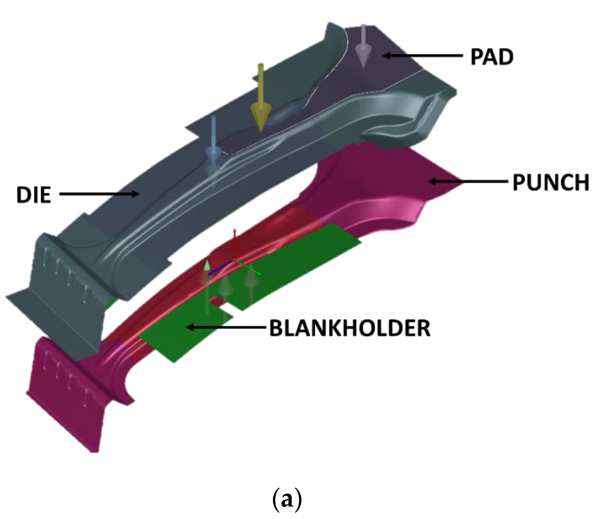 PAD
PUNCH
DIE
BLANKHOLDER
(a)